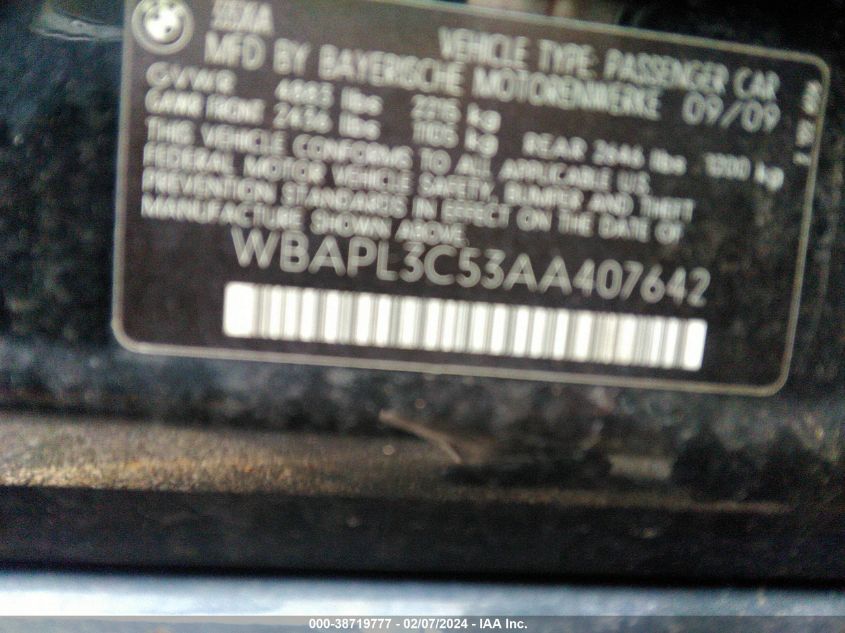 BMW
335XA
VEHICLE TYPE: PASSENGER CAR
MFD BY BAYERISCHE MOTORENWERKE 09/09
GVWR 4883 lbs 2215 kg
GAWR FRONT 2436 lbs 1105 kg REAR 2646 lbs 1200 kg
THIS VEHICLE CONFORMS TO ALL APPLICABLE U.S.
FEDERAL MOTOR VEHICLE SAFETY, BUMPER AND THEFT
PREVENTION STANDARDS IN EFFECT ON THE DATE OF
MANUFACTURE SHOWN ABOVE.
WBAPL3C53AA407642
000-38719777 - 02/07/2024 - IAA Inc.